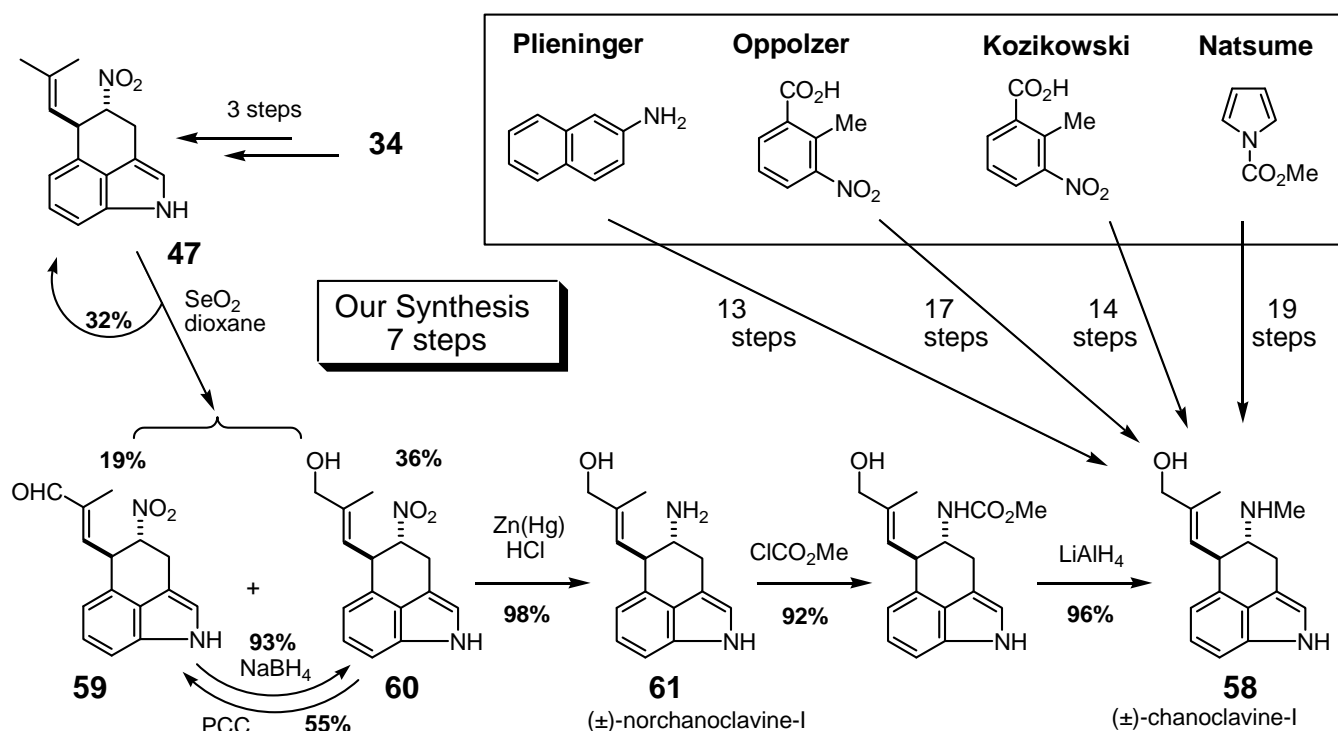 Plieninger
Oppolzer
Kozikowski
Natsume
NH2
CO2H
Me
NO2
CO2H
Me
NO2
N
CO2Me
NO2
NH
47
3 steps
34
32%
SeO2
dioxane
Our Synthesis
7 steps
13
steps
17
steps
14
steps
19
steps
19%
OHC
NO2
NH
59
+
93%
NaBH4
PCC
55%
OH
36%
NO2
NH
60
Zn(Hg)
HCl
98%
OH
NH2
NH
61
(±)-norchanoclavine-I
ClCO2Me
92%
OH
NHCO2Me
NH
LiAlH4
96%
OH
NHMe
NH
58
(±)-chanoclavine-I